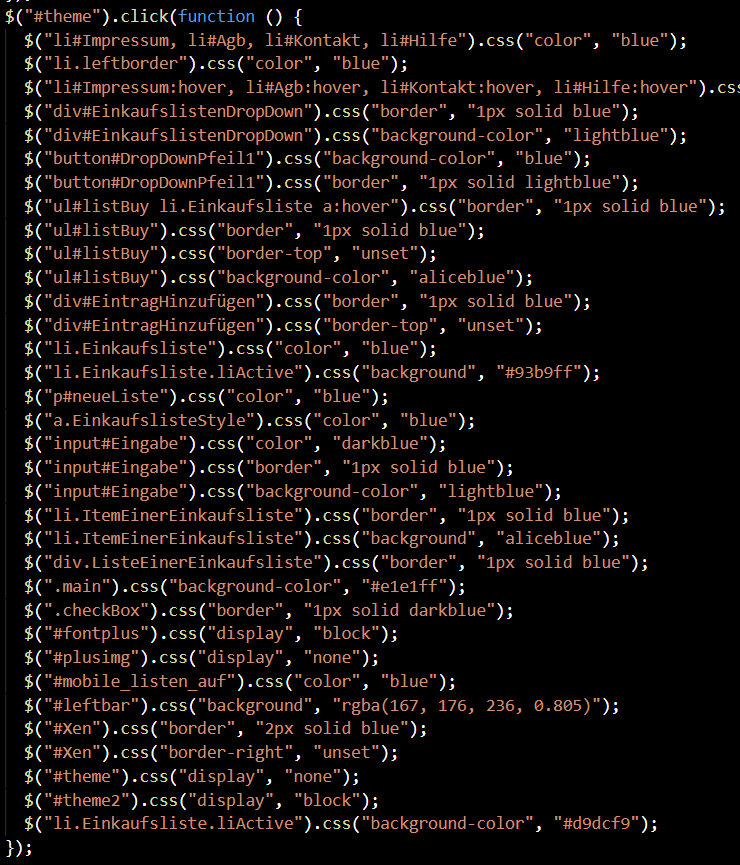 $("#theme").click(function () {
$("li#Impressum, li#Agb, li#Kontakt, li#Hilfe").css("color", "blue");
$("li.leftborder").css("color", "blue");
$("li#Impressum:hover, li#Agb:hover, li#Kontakt:hover, li#Hilfe:hover").css
$("div#EinkaufslistenDropDown").css("border", "1px solid blue");
$("div#EinkaufslistenDropDown").css("background-color", "lightblue");
$("button#DropDownPfeil1").css("background-color", "blue");
$("button#DropDownPfeil1").css("border", "1px solid lightblue");
$("ul#listBuy li.Einkaufsliste a:hover").css("border", "1px solid blue");
$("ul#listBuy").css("border", "1px solid blue");
$("ul#listBuy").css("border-top", "unset");
$("ul#listBuy").css("background-color", "aliceblue");
$("div#EintragHinzufügen").css("border", "1px solid blue");
$("div#EintragHinzufügen").css("border-top", "unset");
$("li.Einkaufsliste").css("color", "blue");
$("li.Einkaufsliste.liActive").css("background", "#93b9ff");
$("p#neueListe").css("color", "blue");
$("a.EinkaufslisteStyle").css("color", "blue");
$("input#Eingabe").css("color", "darkblue");
$("input#Eingabe").css("border", "1px solid blue");
$("input#Eingabe").css("background-color", "lightblue");
$("li.ItemEinerEinkaufsliste").css("border", "1px solid blue");
$("li.ItemEinerEinkaufsliste").css("background", "aliceblue");
$("div.ListeEinerEinkaufsliste").css("border", "1px solid blue");
$(".main").css("background-color", "#e1e1ff");
$(".checkBox").css("border", "1px solid darkblue");
$("#fontplus").css("display", "block");
$("#plusimg").css("display", "none");
$("#mobile_listen_auf").css("color", "blue");
$("#leftbar").css("background", "rgba(167, 176, 236, 0.805)");
$("#Xen").css("border", "2px solid blue");
$("#Xen").css("border-right", "unset");
$("#theme").css("display", "none");
$("#theme2").css("display", "block");
$("li.Einkaufsliste.liActive").css("background-color", "#d9dcf9");
});